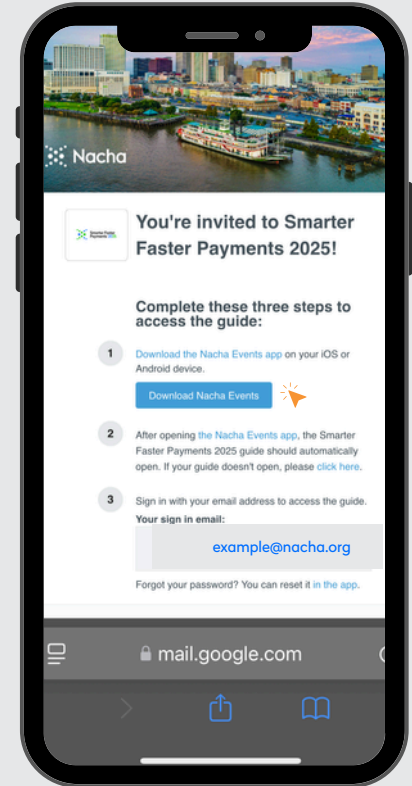 Nacha
Smarter Faster
Payments 2025
You're invited to Smarter
Faster Payments 2025!
Complete these three steps to
access the guide:
1
Download the Nacha Events app on your iOS or
Android device.
Download Nacha Events
2
After opening the Nacha Events app, the Smarter
Faster Payments 2025 guide should automatically
open. If your guide doesn't open, please click here.
3
Sign in with your email address to access the guide.
Your sign in email:
example@nacha.org
Forgot your password? You can reset it in the app.
mail.google.com